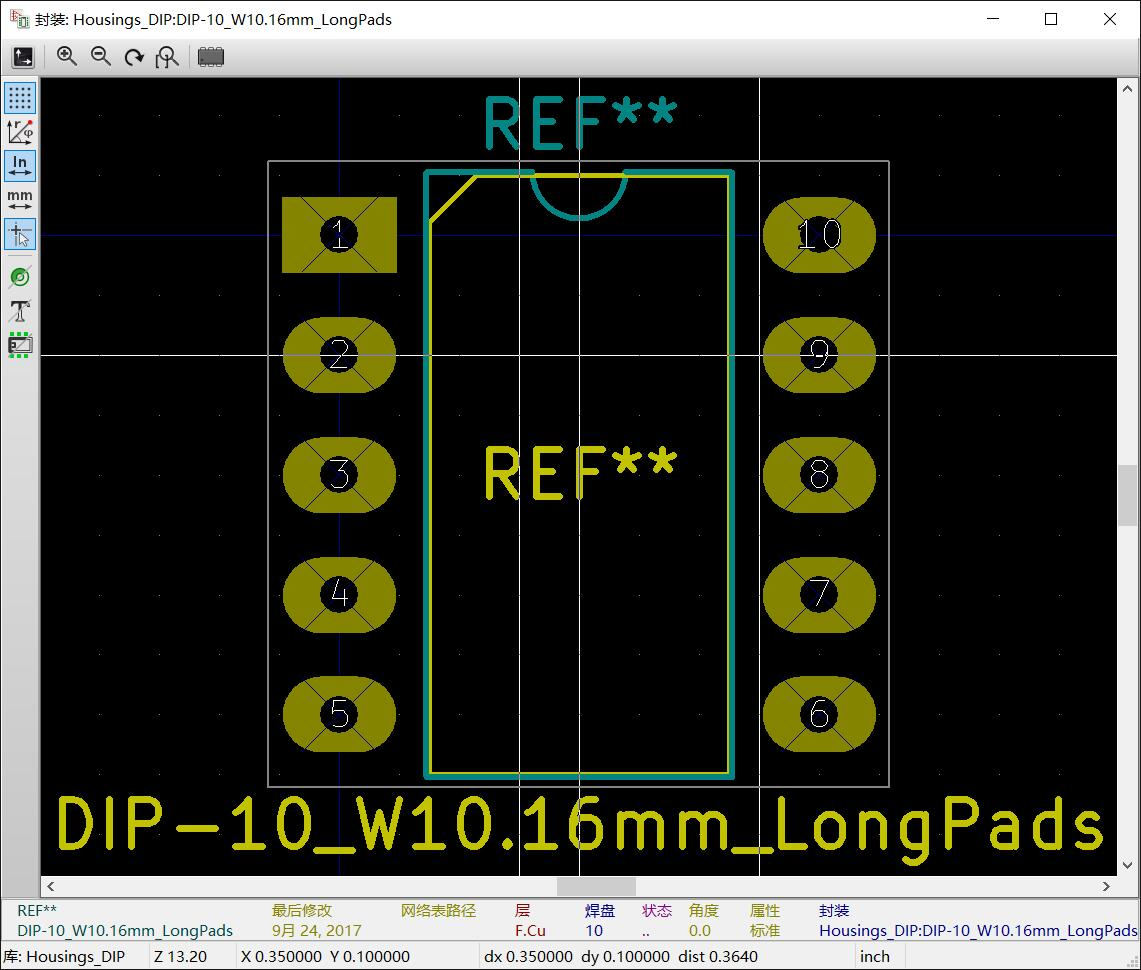 封装: Housings_DIP:DIP-10_W10.16mm_LongPads
r φ
In
mm
T
REF**
1 10
2 9
3 8
REF**
4 7
5 6
DIP-10_W10.16mm_LongPads
REF** 最后修改 网络表路径 层 焊盘 状态 角度 属性 封装
DIP-10_W10.16mm_LongPads 9月 24, 2017 F.Cu 10 .. 0.0 标准 Housings_DIP:DIP-10_W10.16mm_LongPads
库: Housings_DIP Z 13.20 X 0.350000 Y 0.100000 dx 0.350000 dy 0.100000 dist 0.3640 inch